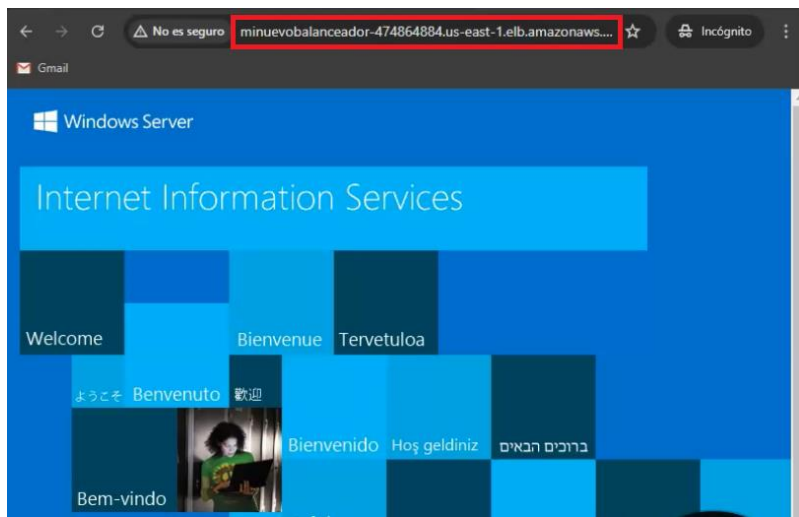 No es seguro minuevobalanceador-474864884.us-east-1.elb.amazonaws.... Incógnito
Gmail
Windows Server
Internet Information Services
Welcome Bienvenue Tervetuloa
ようこそ Benvenuto 歡迎
Bienvenido Hoş geldiniz ברוכים הבאים
Bem-vindo